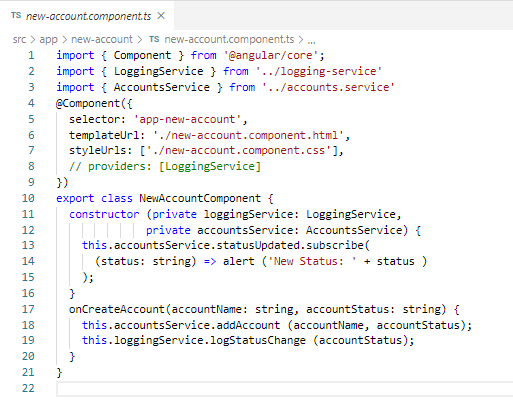 TS new-account.component.ts ×
src > app > new-account > TS new-account.component.ts > ...
1 import { Component } from '@angular/core';
2 import { LoggingService } from '../logging-service'
3 import { AccountsService } from '../accounts.service'
4 @Component({
5   selector: 'app-new-account',
6   templateUrl: './new-account.component.html',
7   styleUrls: ['./new-account.component.css'],
8   // providers: [LoggingService]
9 })
10 export class NewAccountComponent {
11   constructor (private loggingService: LoggingService,
12               private accountsService: AccountsService) {
13     this.accountsService.statusUpdated.subscribe(
14       (status: string) => alert ('New Status: ' + status )
15     );
16   }
17   onCreateAccount(accountName: string, accountStatus: string) {
18     this.accountsService.addAccount (accountName, accountStatus);
19     this.loggingService.logStatusChange (accountStatus);
20   }
21 }
22